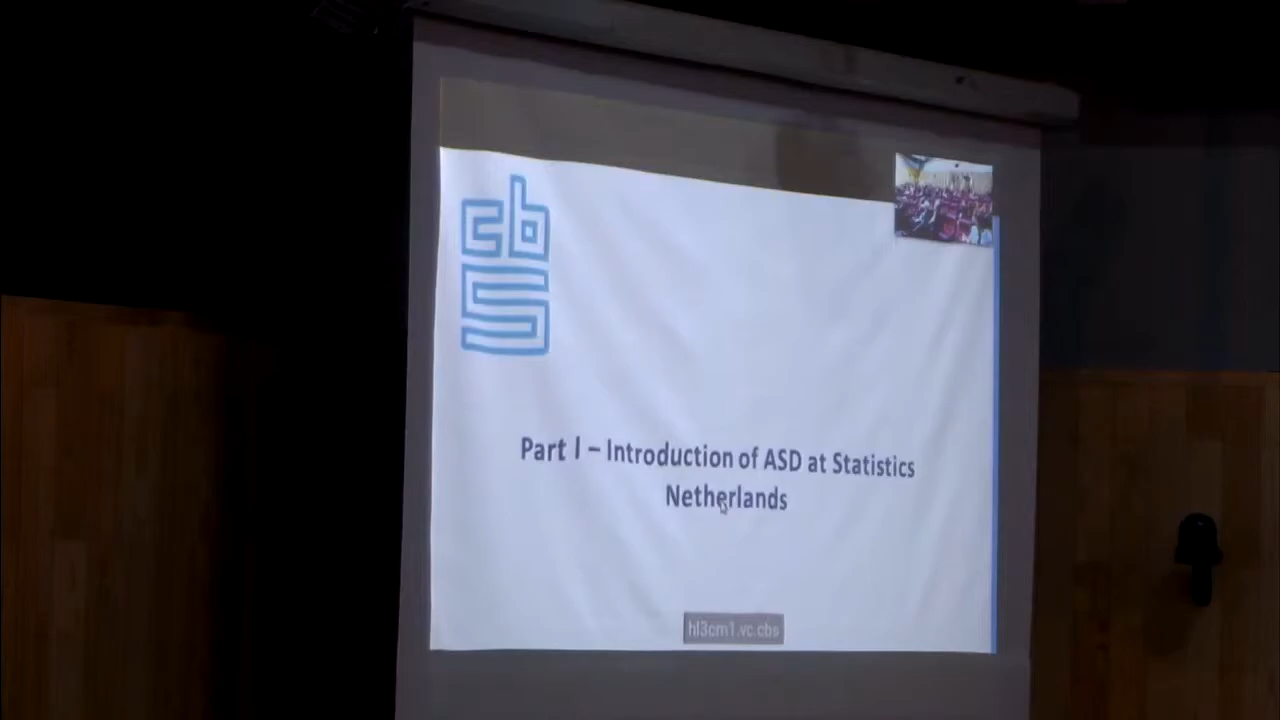 cbs
Part I – Introduction of ASD at Statistics
Netherlands
hl3cm1.vc.cbs